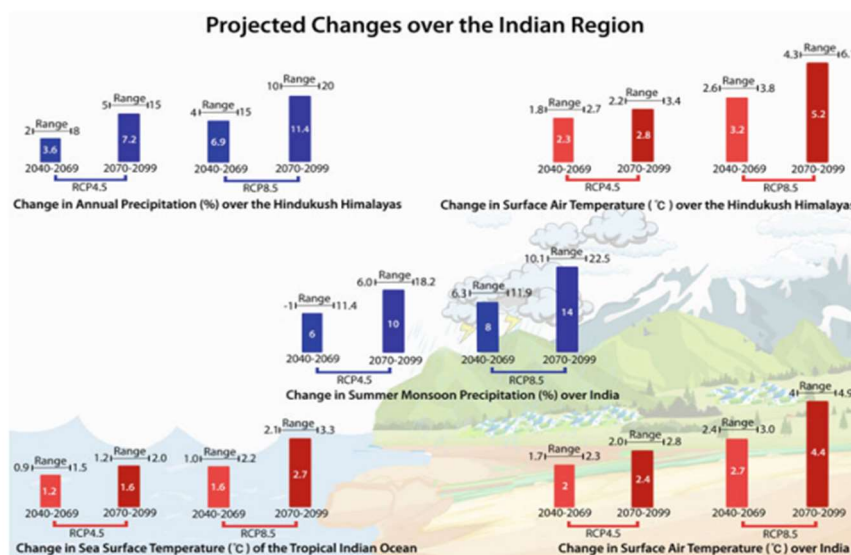 Projected Changes over the Indian Region
Range
2 8
3.6
2040-2069
Range
5 15
7.2
2070-2099
RCP4.5
Range
4 15
6.9
2040-2069
Range
10 20
11.4
2070-2099
RCP8.5
Change in Annual Precipitation (%) over the Hindukush Himalayas
Range
1.8 2.7
2.3
2040-2069
Range
2.2 3.4
2.8
2070-2099
RCP4.5
Range
2.6 3.8
3.2
2040-2069
Range
4.3 6.
5.2
2070-2099
RCP8.5
Change in Surface Air Temperature (℃) over the Hindukush Himalayas
Range
-1 11.4
6
2040-2069
Range
6.0 18.2
10
2070-2099
RCP4.5
Range
6.3 11.9
8
2040-2069
Range
10.1 22.5
14
2070-2099
RCP8.5
Change in Summer Monsoon Precipitation (%) over India
Range
0.9 1.5
1.2
2040-2069
Range
1.2 2.0
1.6
2070-2099
RCP4.5
Range
1.0 2.2
1.6
2040-2069
Range
2.1 3.3
2.7
2070-2099
RCP8.5
Change in Sea Surface Temperature (℃) of the Tropical Indian Ocean
Range
1.7 2.3
2
2040-2069
Range
2.0 2.8
2.4
2070-2099
RCP4.5
Range
2.4 3.0
2.7
2040-2069
Range
4 4.9
4.4
2070-2099
RCP8.5
Change in Surface Air Temperature (℃) over India